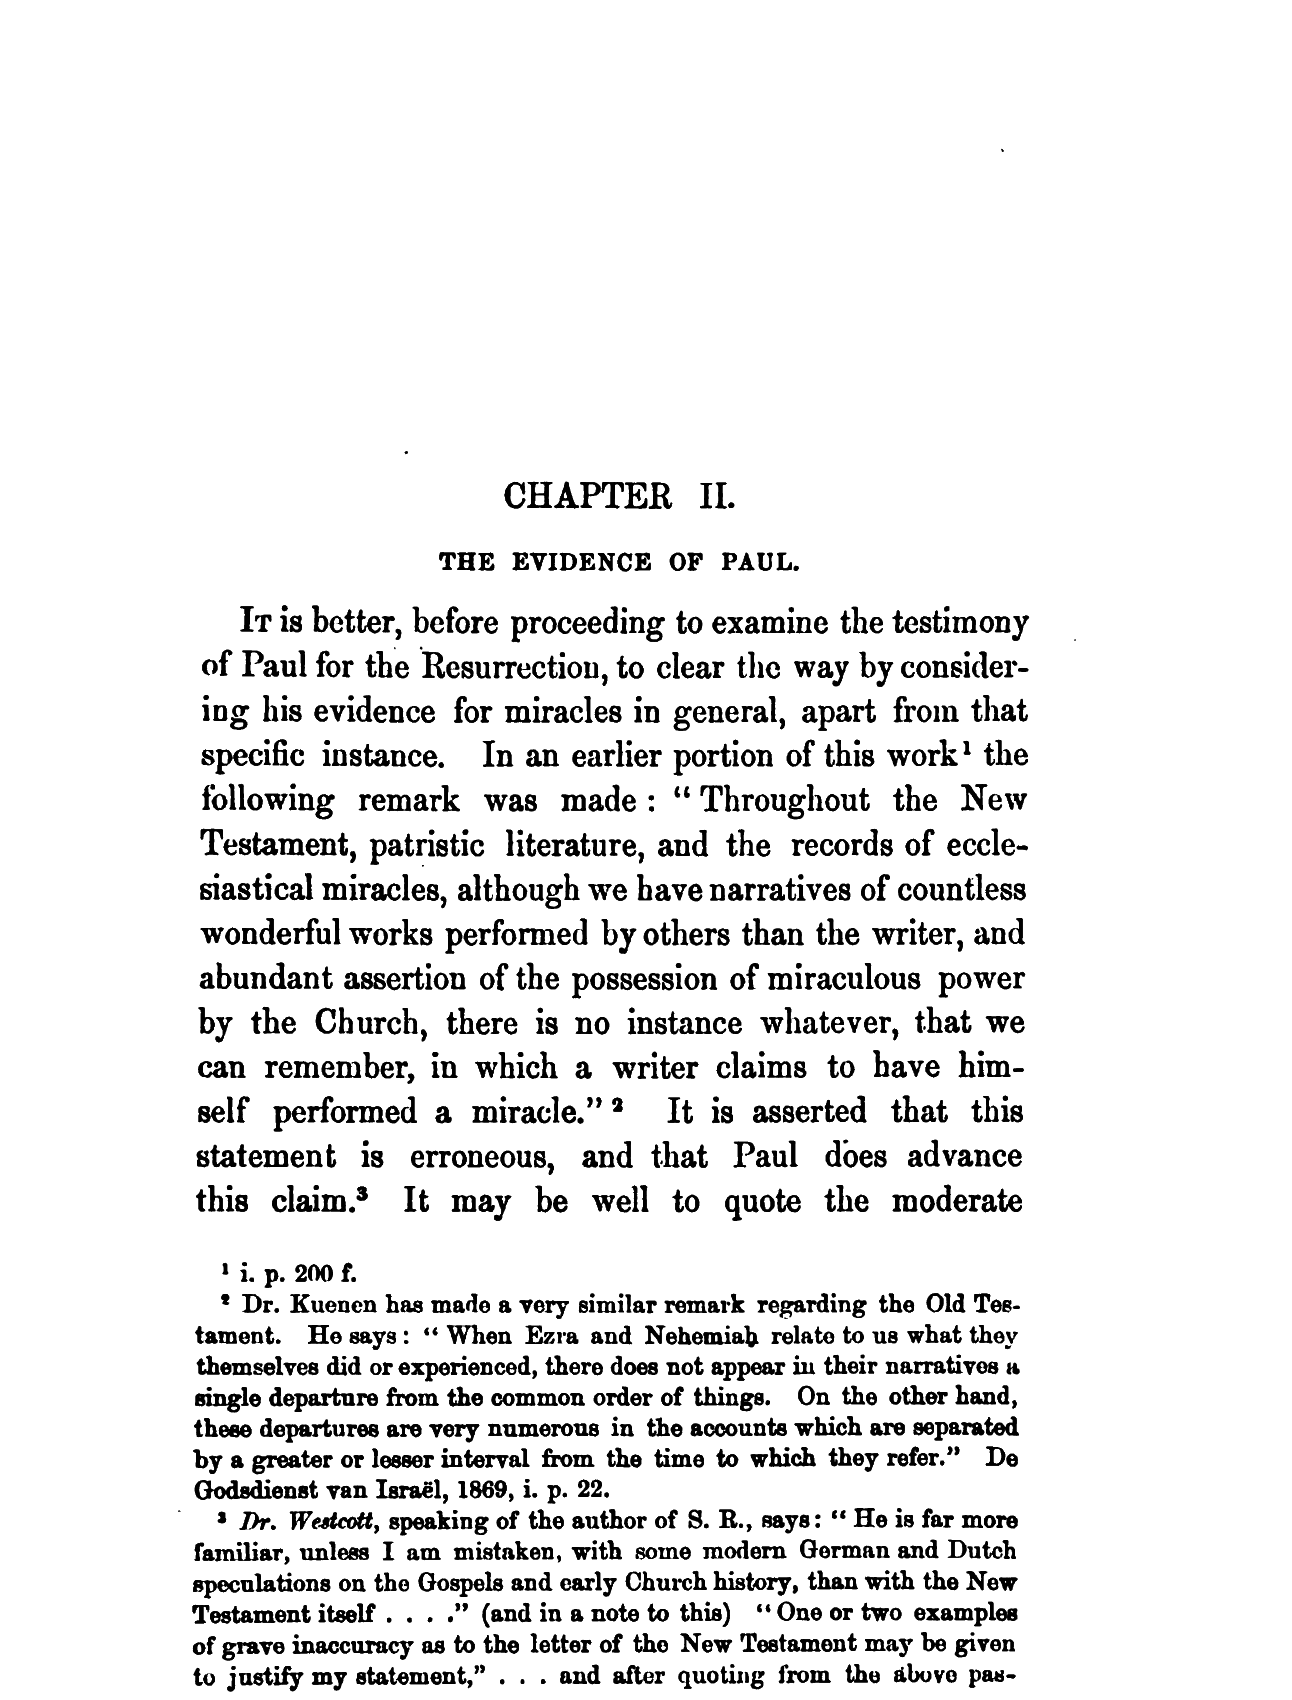 CHAPTER II.
THE EVIDENCE OF PAUL.
IT is better, before proceeding to examine the testimony
of Paul for the Resurrection, to clear the way by consider-
ing his evidence for miracles in general, apart from that
specific instance. In an earlier portion of this work¹ the
following remark was made : “Throughout the New
Testament, patristic literature, and the records of eccle-
siastical miracles, although we have narratives of countless
wonderful works performed by others than the writer, and
abundant assertion of the possession of miraculous power
by the Church, there is no instance whatever, that we
can remember, in which a writer claims to have him-
self performed a miracle.”² It is asserted that this
statement is erroneous, and that Paul does advance
this claim.³ It may be well to quote the moderate
¹ i. p. 200 f.
² Dr. Kuenen has made a very similar remark regarding the Old Tes-
tament. He says: “When Ezra and Nehemiah relate to us what they
themselves did or experienced, there does not appear in their narratives a
single departure from the common order of things. On the other hand,
these departures are very numerous in the accounts which are separated
by a greater or lesser interval from the time to which they refer.” De
Godsdienst van Israël, 1869, i. p. 22.
³ Dr. Westcott, speaking of the author of S. R., says: “He is far more
familiar, unless I am mistaken, with some modern German and Dutch
speculations on the Gospels and early Church history, than with the New
Testament itself . . . .” (and in a note to this) “One or two examples
of grave inaccuracy as to the letter of the New Testament may be given
to justify my statement,” . . . and after quoting from the above pas-